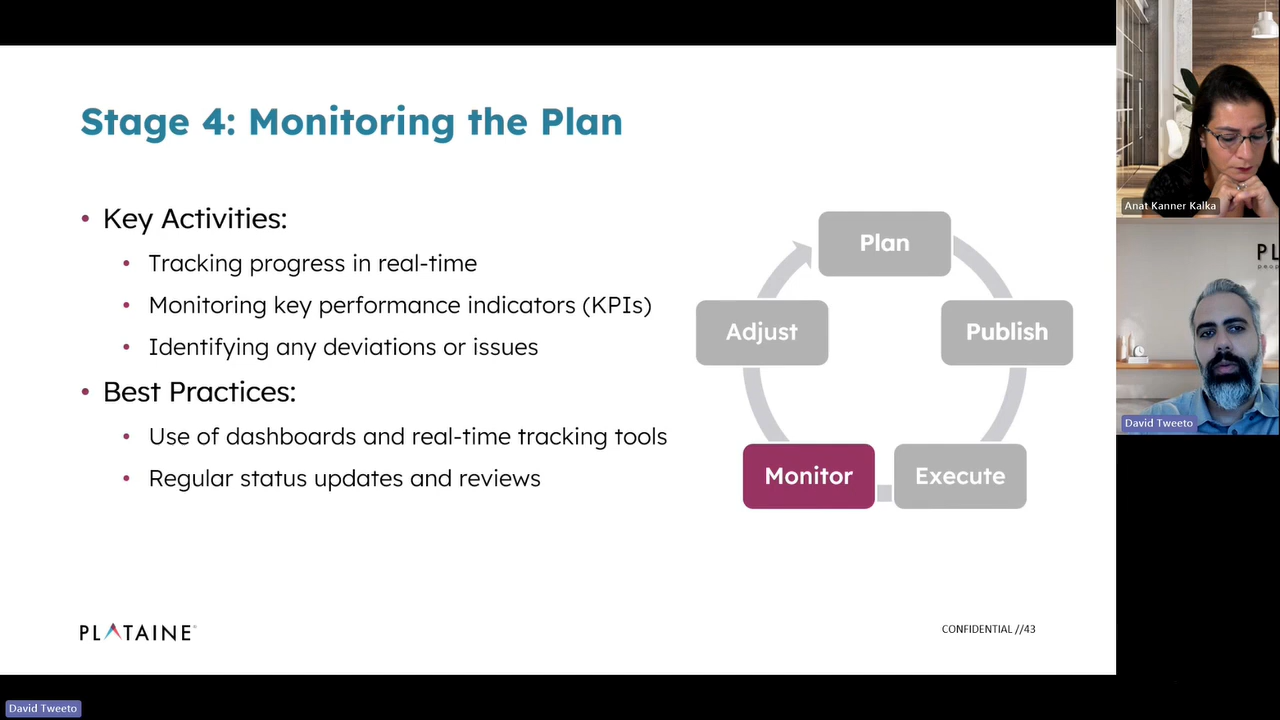 Stage 4: Monitoring the Plan
• Key Activities:
• Tracking progress in real-time
• Monitoring key performance indicators (KPIs)
• Identifying any deviations or issues
• Best Practices:
• Use of dashboards and real-time tracking tools
• Regular status updates and reviews
Plan
Adjust
Publish
Monitor
Execute
PLATAINE
CONFIDENTIAL //43
Anat Kanner Kalka
PL
David Tweeto
David Tweeto